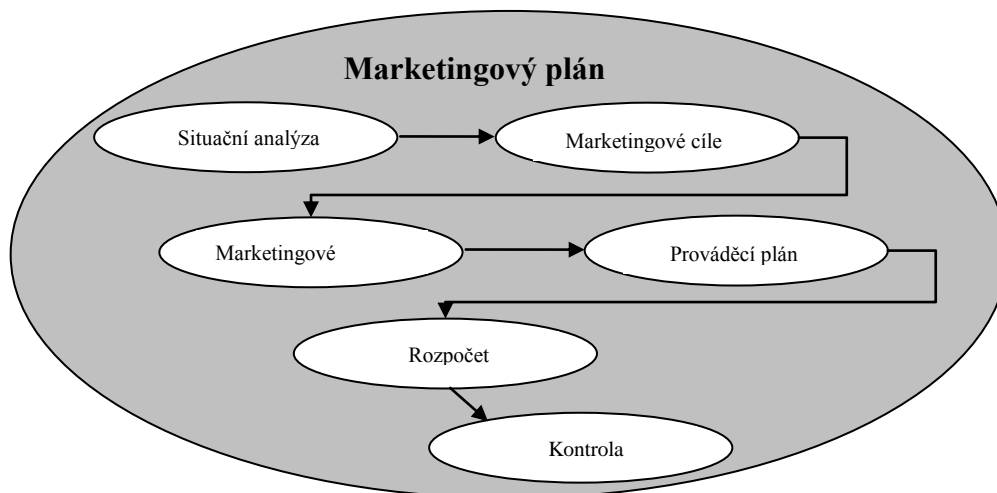 Marketingový plán
Situační analýza
Marketingové cíle
Marketingové
Prováděcí plán
Rozpočet
Kontrola